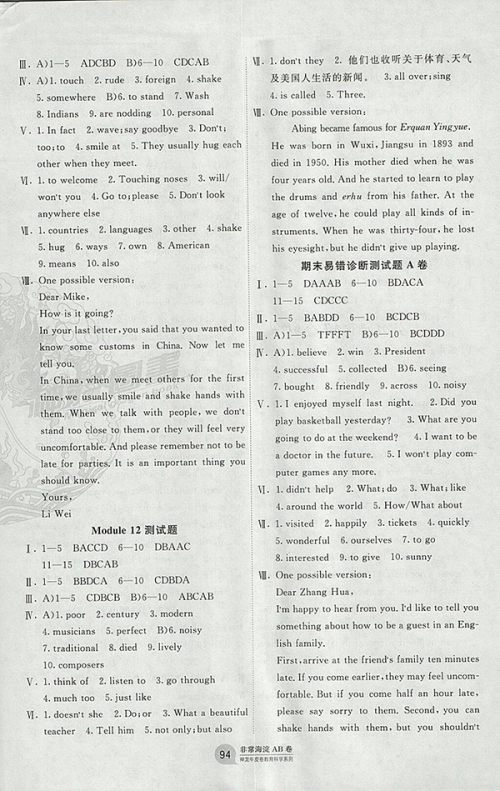 Ⅲ. A)1—5 ADCBD B)6—10 CDCAB
Ⅳ. A)1. touch 2. rude 3. foreign 4. shake
5. somewhere B)6. to stand 7. Wash
8. Indians 9. are nodding 10. personal
Ⅴ. 1. In fact 2. wave; say goodbye 3. Don't;
too; to 4. smile at 5. They usually hug each
other when they meet.
Ⅵ. 1. to welcome 2. Touching noses 3. will/
won't you 4. Go to; please 5. Don't look
anywhere else
Ⅶ. 1. countries 2. languages 3. other 4. shake
5. hug 6. ways 7. own 8. American
9. means 10. also
Ⅷ. One possible version:
Dear Mike,
How is it going?
In your last letter, you said that you wanted to
know some customs in China. Now let me
tell you.
In China, when we meet others for the first
time, we usually smile and shake hands with
them. When we talk with people, we don't
stand too close to them, or they will feel very
uncomfortable. And please remember not to be
late for parties. It is an important thing you
should know.
Yours,
Li Wei
Module 12 测试题
Ⅰ. 1—5 BACCD 6—10 DBAAC
11—15 DBCAB
Ⅱ. 1—5 BBDCA 6—10 CDBDA
Ⅲ. A)1—5 CDBCB B)6—10 ABCAB
Ⅳ. A)1. poor 2. century 3. modern
4. musicians 5. perfect B)6. noisy
7. traditional 8. died 9. lively
10. composers
Ⅴ. 1. think of 2. listen to 3. go through
4. much too 5. just like
Ⅵ. 1. doesn't she 2. Do; or 3. What a beautiful
teacher 4. Tell him 5. not only; but also
Ⅶ. 1. don't they 2. 他们也收听关于体育、天气
及美国人生活的新闻。 3. all over; sing
4. is called 5. Three.
Ⅷ. One possible version:
Abing became famous for Erquan Yingyue.
He was born in Wuxi, Jiangsu in 1893 and
died in 1950. His mother died when he was
four years old. And he started to learn to play
the drums and erhu from his father. At the
age of twelve, he could play all kinds of in-
struments. When he was thirty-four, he lost
his eyesight, but he didn't give up playing.
期末易错诊断测试题 A 卷
Ⅰ. 1—5 DAAAB 6—10 BDACA
11—15 CDCCC
Ⅱ. 1—5 BABDD 6—10 BCDCB
Ⅲ. A)1—5 TFFFT B)6—10 BCDDD
Ⅳ. A)1. believe 2. win 3. President
4. successful 5. collected B)6. seeing
7. bought 8. friendly 9. across 10. noisy
Ⅴ. 1. I enjoyed myself last night. 2. Did you
play basketball yesterday? 3. What are you
going to do at the weekend? 4. I want to be
a doctor in the future. 5. I won't play com-
puter games any more.
Ⅵ. 1. didn't help 2. What; do 3. What; like
4. around the world 5. How/What about
Ⅶ. 1. visited 2. happily 3. tickets 4. quickly
5. wonderful 6. ourselves 7. to go
8. interested 9. to give 10. sunny
Ⅷ. One possible version:
Dear Zhang Hua,
I'm happy to hear from you. I'd like to tell you
something about how to be a guest in an Eng-
lish family.
First, arrive at the friend's family ten minutes
late. If you come earlier, they may feel uncom-
fortable. But if you come half an hour late,
please say sorry to them. Second, you can
shake hands with them, but you should not
94
非常海淀 AB 卷
神龙牛皮卷教育科学系列